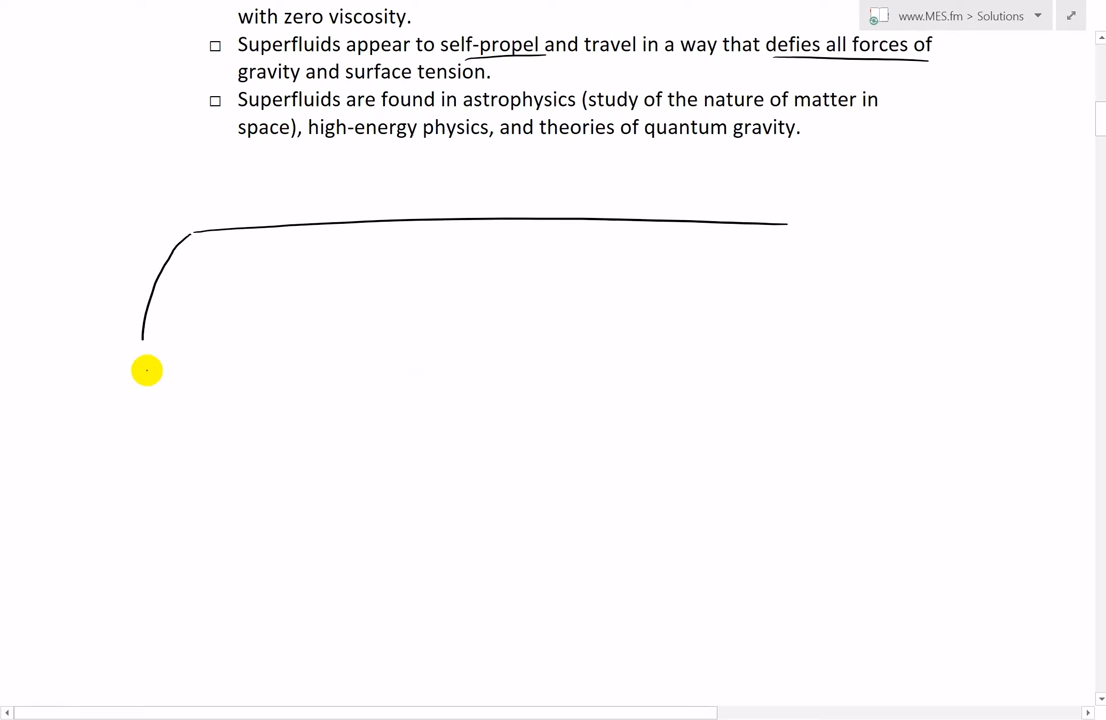 with zero viscosity.
www.MES.fm > Solutions
□ Superfluids appear to self-propel and travel in a way that defies all forces of
gravity and surface tension.
□ Superfluids are found in astrophysics (study of the nature of matter in
space), high-energy physics, and theories of quantum gravity.